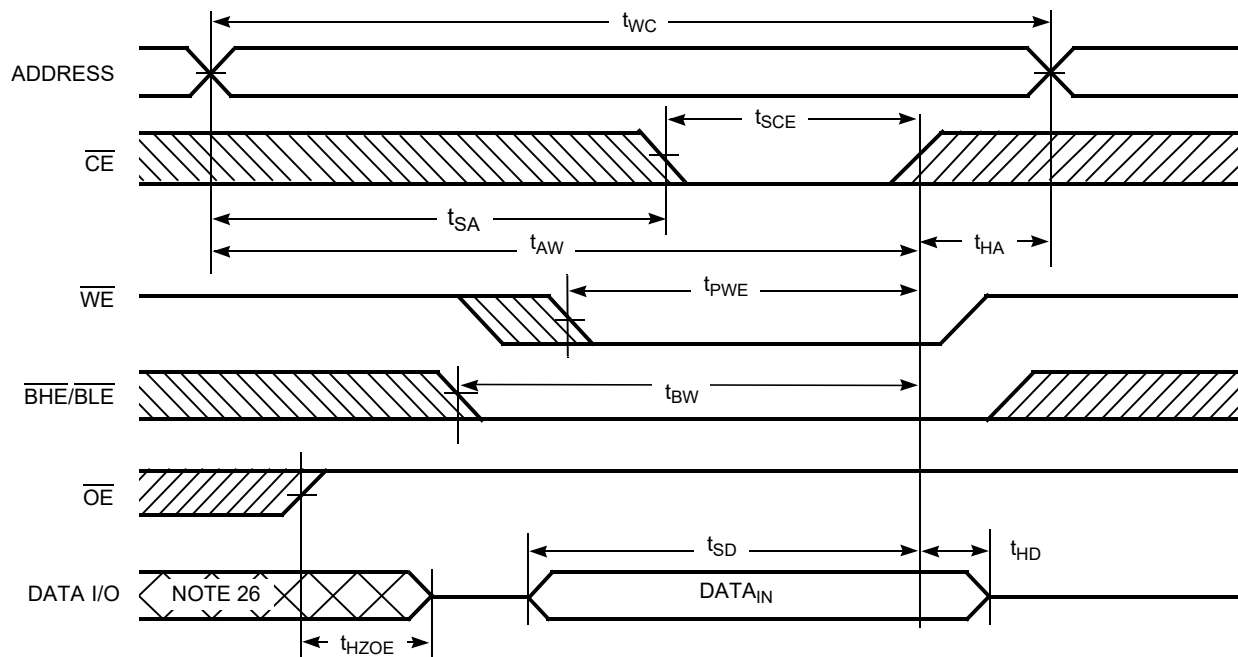 tWC
ADDRESS
tSCE
CE
tSA
tAW
tHA
WE
tPWE
BHE/BLE
tBW
OE
tSD
tHD
DATA I/O
NOTE 26
DATAIN
tHZOE